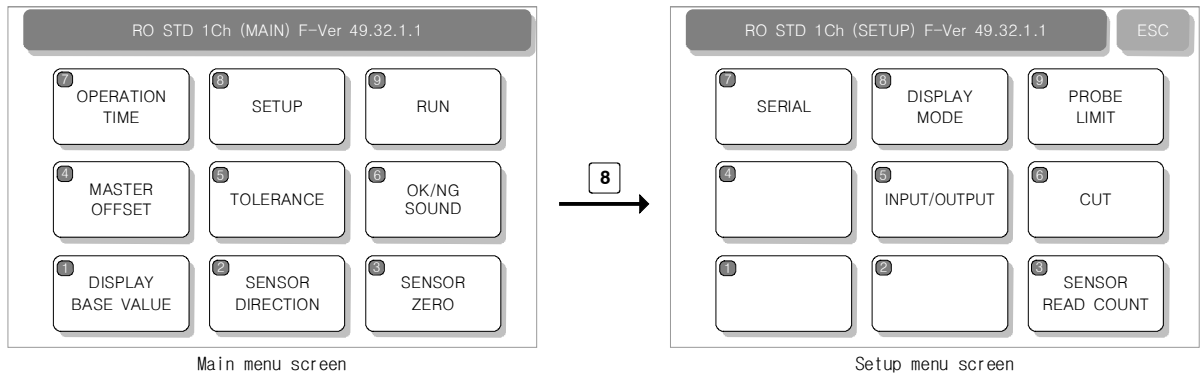 RO STD 1Ch (MAIN) F-Ver 49.32.1.1
7
OPERATION
TIME
8
SETUP
9
RUN
4
MASTER
OFFSET
5
TOLERANCE
6
OK/NG
SOUND
1
DISPLAY
BASE VALUE
2
SENSOR
DIRECTION
3
SENSOR
ZERO
Main menu screen
8
RO STD 1Ch (SETUP) F-Ver 49.32.1.1
ESC
7
SERIAL
8
DISPLAY
MODE
9
PROBE
LIMIT
4
5
INPUT/OUTPUT
6
CUT
1
2
3
SENSOR
READ COUNT
Setup menu screen